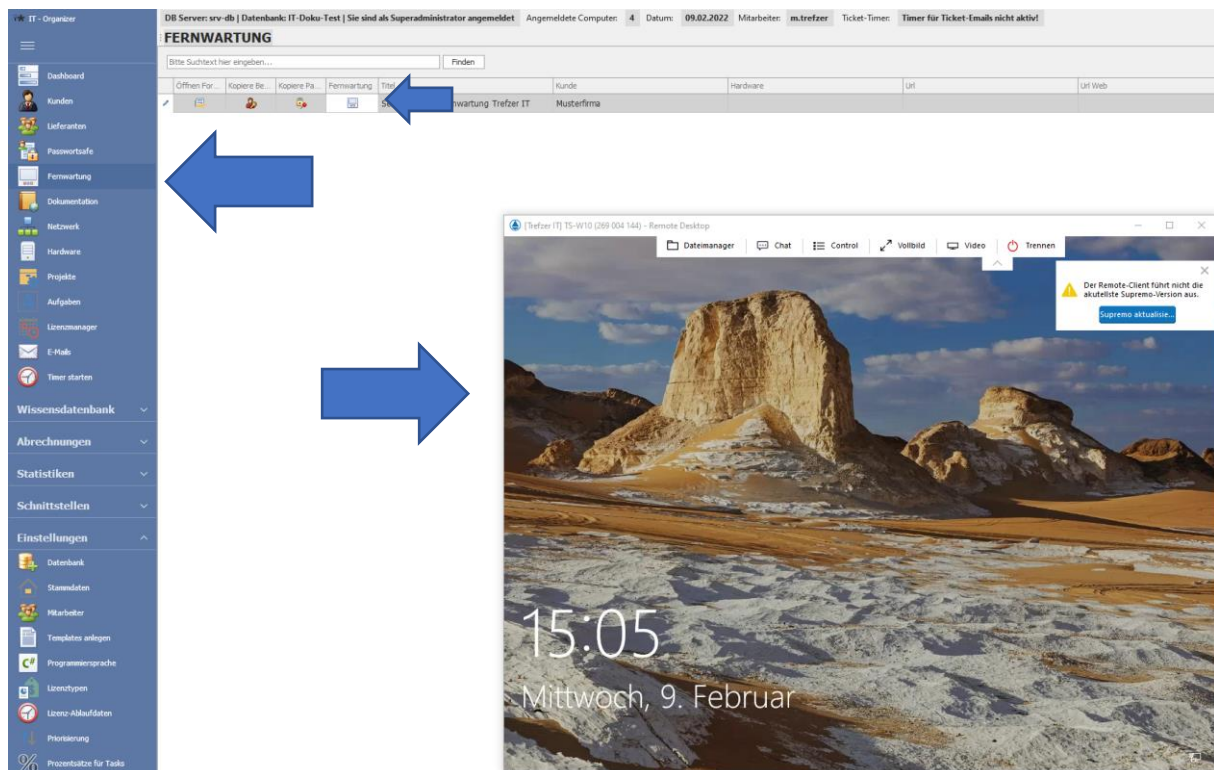 IT - Organizer
DB Server: srv-db | Datenbank: IT-Doku-Test | Sie sind als Superadministrator angemeldet Angemeldete Computer: 4 Datum: 09.02.2022 Mitarbeiter: m.trefzer Ticket-Timer: Timer für Ticket-Emails nicht aktiv!
FERNWARTUNG
Bitte Suchtext hier eingeben... Finden
Öffnen For... Kopiere Be... Kopiere Pa... Fernwartung Titel Kunde Hardware Url Url Web
nwartung Trefzer IT Musterfirma
Dashboard
Kunden
Lieferanten
Passwortsafe
Fernwartung
Dokumentation
Netzwerk
Hardware
Projekte
Aufgaben
Lizenzmanager
E-Mails
Timer starten
Wissensdatenbank
Abrechnungen
Statistiken
Schnittstellen
Einstellungen
Datenbank
Stammdaten
Mitarbeiter
Templates anlegen
C# Programmiersprache
Lizenztypen
Lizenz-Ablaufdaten
Priorisierung
% Prozentsätze für Tasks
[Trefzer IT] TS-W10 (269 004 144) - Remote Desktop
Dateimanager Chat Control Vollbild Video Trennen
Der Remote-Client führt nicht die
akutellste Supremo-Version aus.
Supremo aktualisie...
15:05
Mittwoch, 9. Februar